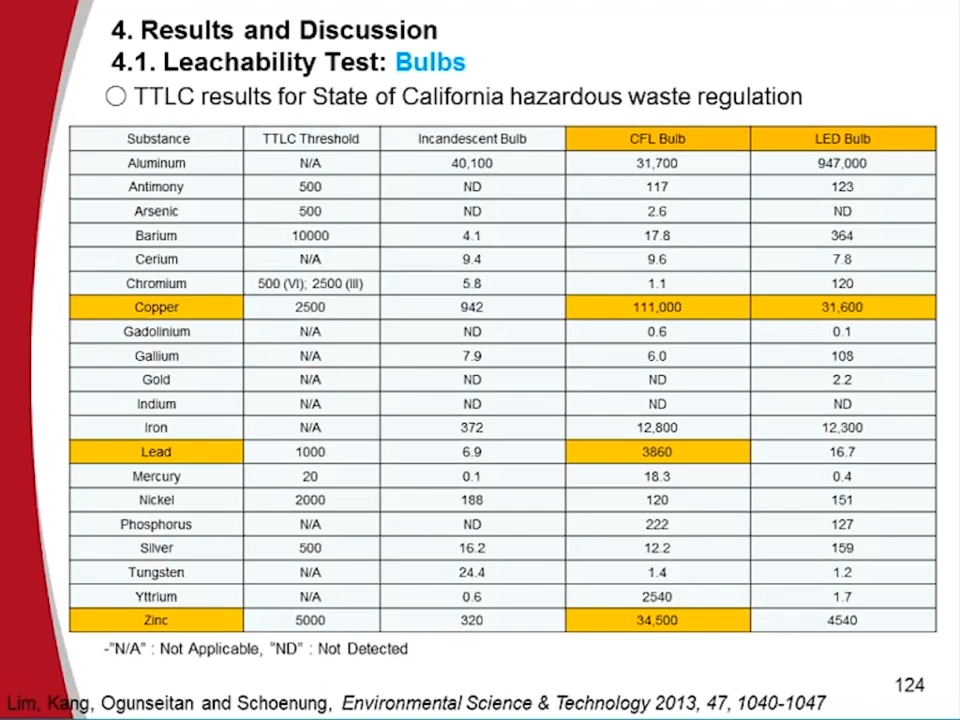 4. Results and Discussion
4.1. Leachability Test: Bulbs
○ TTLC results for State of California hazardous waste regulation
Substance TTLC Threshold Incandescent Bulb CFL Bulb LED Bulb
Aluminum N/A 40,100 31,700 947,000
Antimony 500 ND 117 123
Arsenic 500 ND 2.6 ND
Barium 10000 4.1 17.8 364
Cerium N/A 9.4 9.6 7.8
Chromium 500 (VI); 2500 (III) 5.8 1.1 120
Copper 2500 942 111,000 31,600
Gadolinium N/A ND 0.6 0.1
Gallium N/A 7.9 6.0 108
Gold N/A ND ND 2.2
Indium N/A ND ND ND
Iron N/A 372 12,800 12,300
Lead 1000 6.9 3860 16.7
Mercury 20 0.1 18.3 0.4
Nickel 2000 188 120 151
Phosphorus N/A ND 222 127
Silver 500 16.2 12.2 159
Tungsten N/A 24.4 1.4 1.2
Yttrium N/A 0.6 2540 1.7
Zinc 5000 320 34,500 4540
-"N/A" : Not Applicable, "ND" : Not Detected
124
Lim, Kang, Ogunseitan and Schoenung, Environmental Science & Technology 2013, 47, 1040-1047